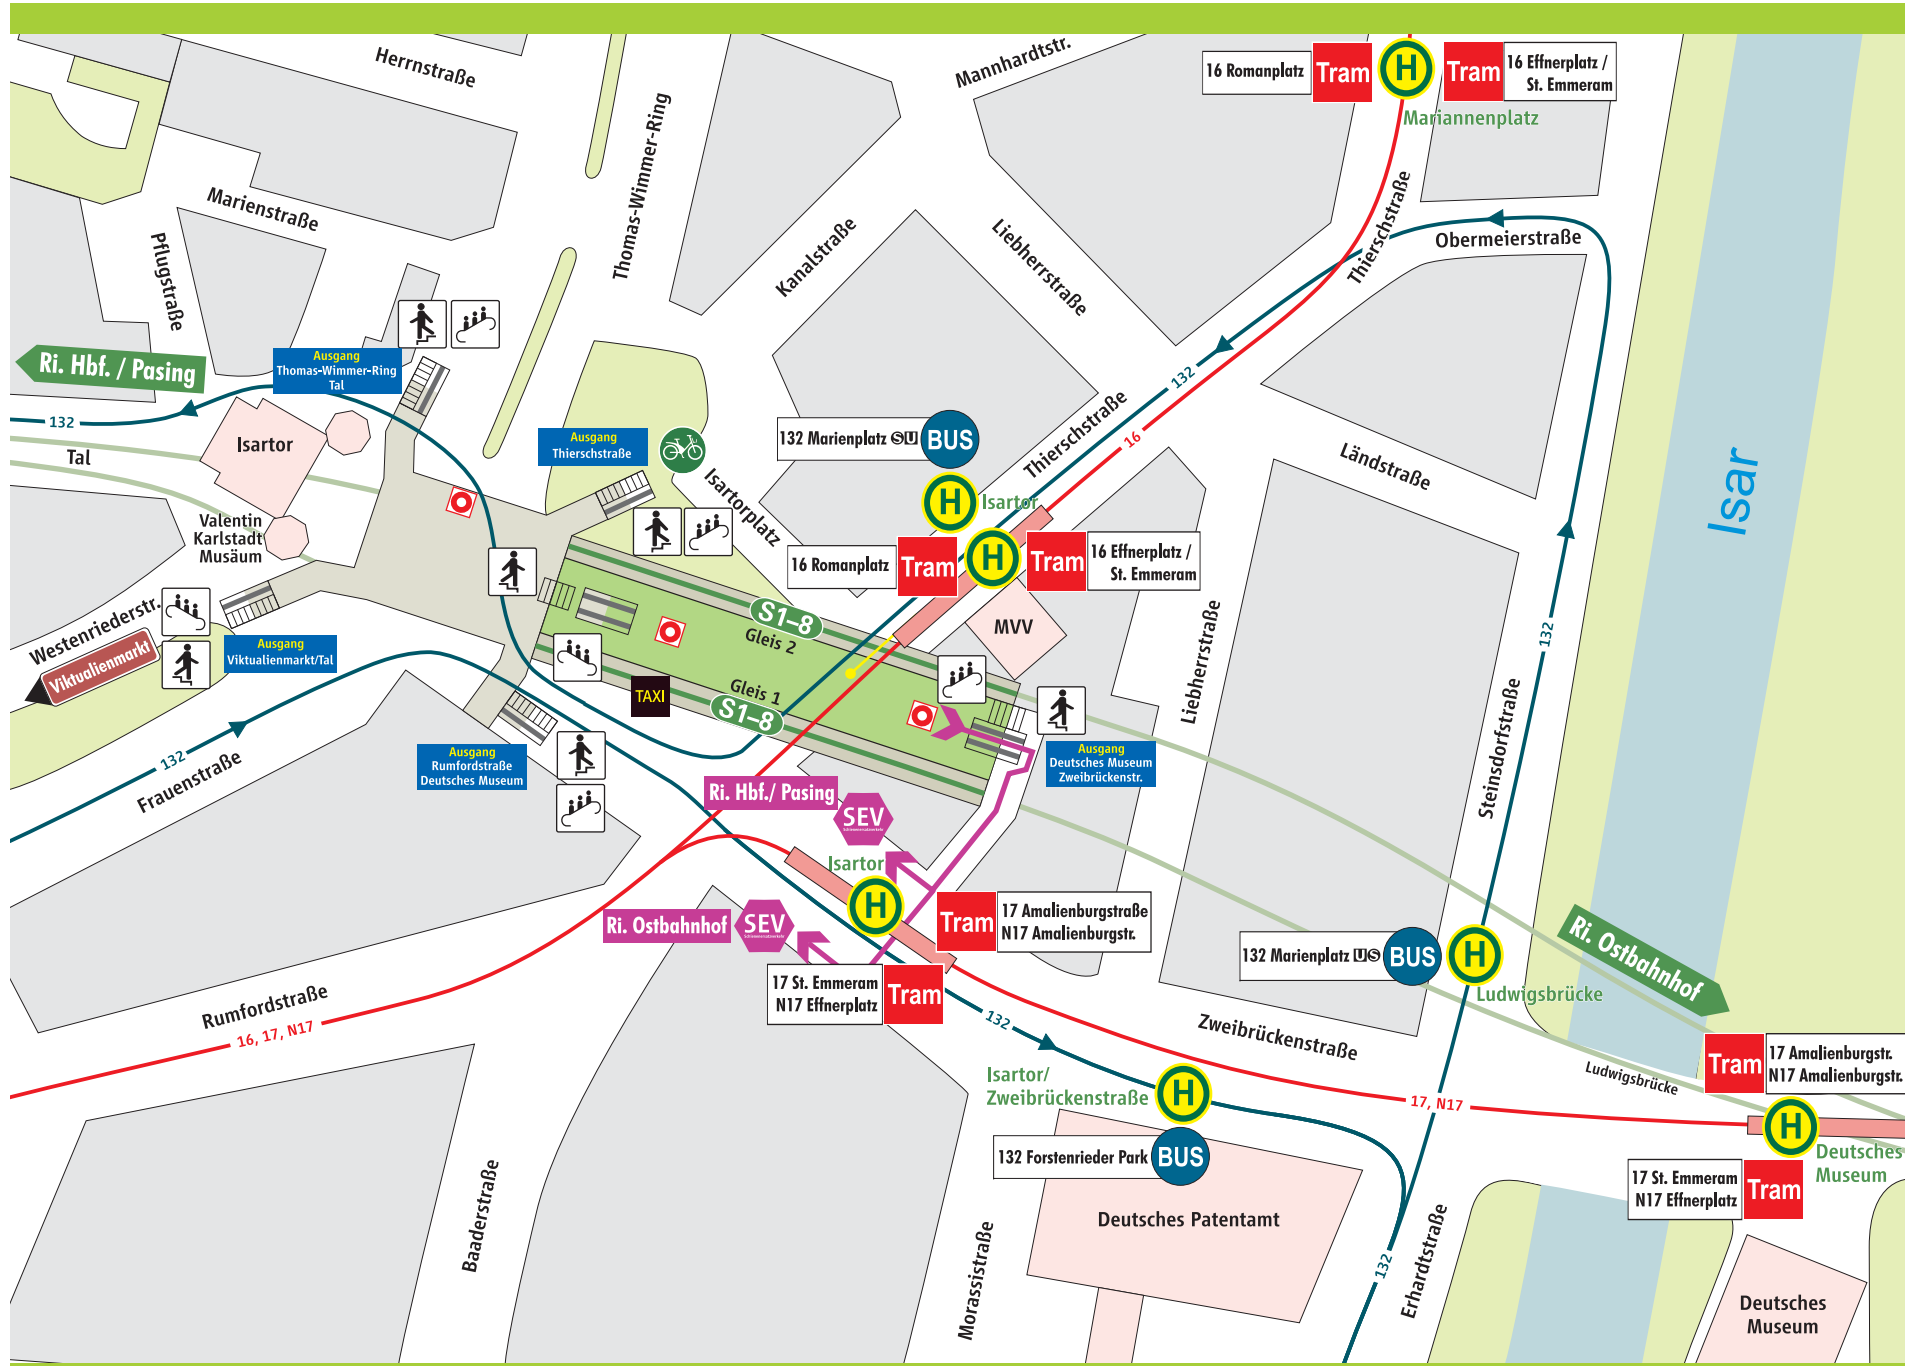 Herrnstraße
Mannhardtstr.
16 Romanplatz
Tram
H
Tram
16 Effnerplatz /
St. Emmeram
Mariannenplatz
Thomas-Wimmer-Ring
Marienstraße
Pflugstraße
Kanalstraße
Liebherrstraße
Thierschstraße
Obermeierstraße
Ri. Hbf. / Pasing
Ausgang
Thomas-Wimmer-Ring
Tal
132
132
Isartor
Tal
Ausgang
Thierschstraße
Isartorplatz
132 Marienplatz S U
BUS
H
Isartor
Thierschstraße
16
Ländstraße
Isar
Valentin
Karlstadt
Musäum
16 Romanplatz
Tram
H
Tram
16 Effnerplatz /
St. Emmeram
Westenriederstr.
Viktualienmarkt
Ausgang
Viktualienmarkt/Tal
S1–8
Gleis 2
MVV
Gleis 1
S1–8
TAXI
Liebherrstraße
132
Steinsdorfstraße
132
Frauenstraße
Ausgang
Rumfordstraße
Deutsches Museum
Ausgang
Deutsches Museum
Zweibrückenstr.
Ri. Hbf./ Pasing
SEV
Schienenersatzverkehr
Isartor
H
Ri. Ostbahnhof
SEV
Schienenersatzverkehr
Tram
17 Amalienburgstraße
N17 Amalienburgstr.
17 St. Emmeram
N17 Effnerplatz
Tram
132 Marienplatz U S
BUS
H
Ludwigsbrücke
Ri. Ostbahnhof
Rumfordstraße
16, 17, N17
132
Zweibrückenstraße
Ludwigsbrücke
Tram
17 Amalienburgstr.
N17 Amalienburgstr.
Isartor/
Zweibrückenstraße
H
17, N17
H
Deutsches
Museum
132 Forstenrieder Park
BUS
17 St. Emmeram
N17 Effnerplatz
Tram
Deutsches Patentamt
Baaderstraße
Morassistraße
132
Erhardtstraße
Deutsches
Museum